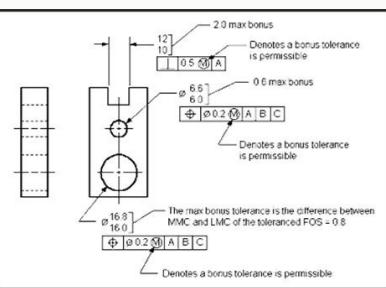 2.0 max bonus
12
10
Denotes a bonus tolerance
is permissible
⊥ 0.5 Ⓜ A
Ø 6.6
6.0
0.6 max bonus
⌖ Ø 0.2 Ⓜ A B C
Denotes a bonus tolerance
is permissible
Ø 16.8
16.0
The max bonus tolerance is the difference between
MMC and LMC of the toleranced FOS = 0.8
⌖ Ø 0.2 Ⓜ A B C
Denotes a bonus tolerance is permissible